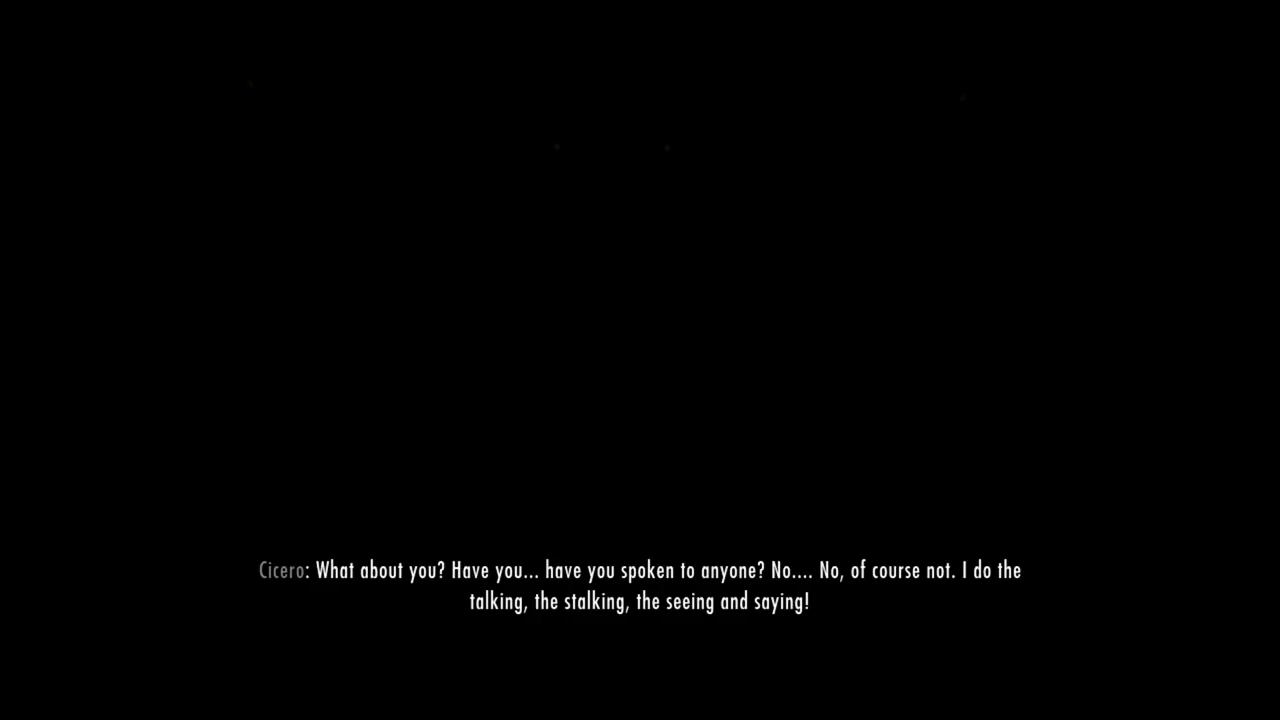 Cicero: What about you? Have you... have you spoken to anyone? No.... No, of course not. I do the
talking, the stalking, the seeing and saying!